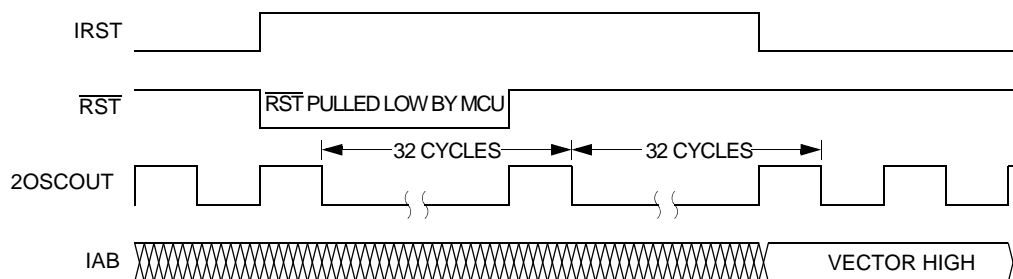 IRST
RST
RST PULLED LOW BY MCU
32 CYCLES
32 CYCLES
2OSCOUT
IAB
VECTOR HIGH